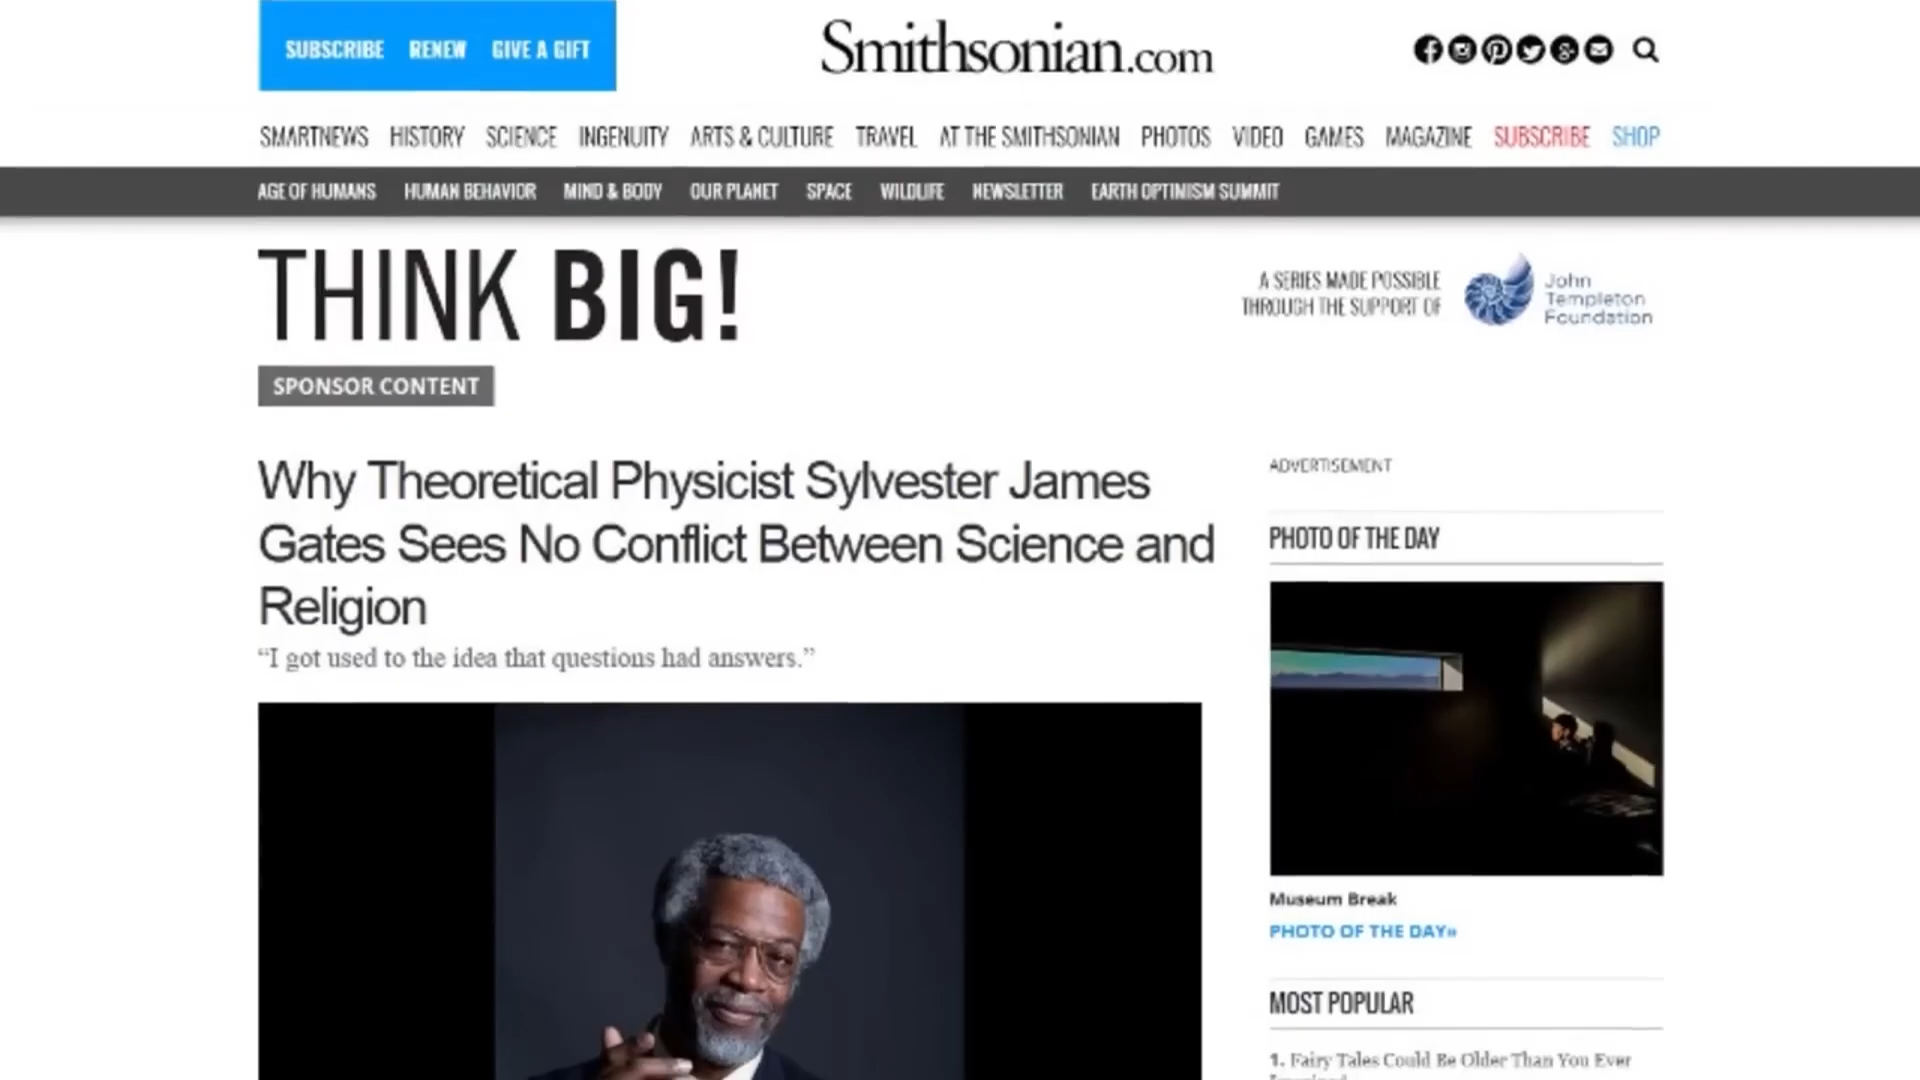 SUBSCRIBE RENEW GIVE A GIFT
Smithsonian.com
SMARTNEWS HISTORY SCIENCE INGENUITY ARTS & CULTURE TRAVEL AT THE SMITHSONIAN PHOTOS VIDEO GAMES MAGAZINE SUBSCRIBE SHOP
AGE OF HUMANS HUMAN BEHAVIOR MIND & BODY OUR PLANET SPACE WILDLIFE NEWSLETTER EARTH OPTIMISM SUMMIT
THINK BIG!
A SERIES MADE POSSIBLE
THROUGH THE SUPPORT OF
John
Templeton
Foundation
SPONSOR CONTENT
Why Theoretical Physicist Sylvester James
Gates Sees No Conflict Between Science and
Religion
“I got used to the idea that questions had answers.”
ADVERTISEMENT
PHOTO OF THE DAY
Museum Break
PHOTO OF THE DAY»
MOST POPULAR
1. Fairy Tales Could Be Older Than You Ever